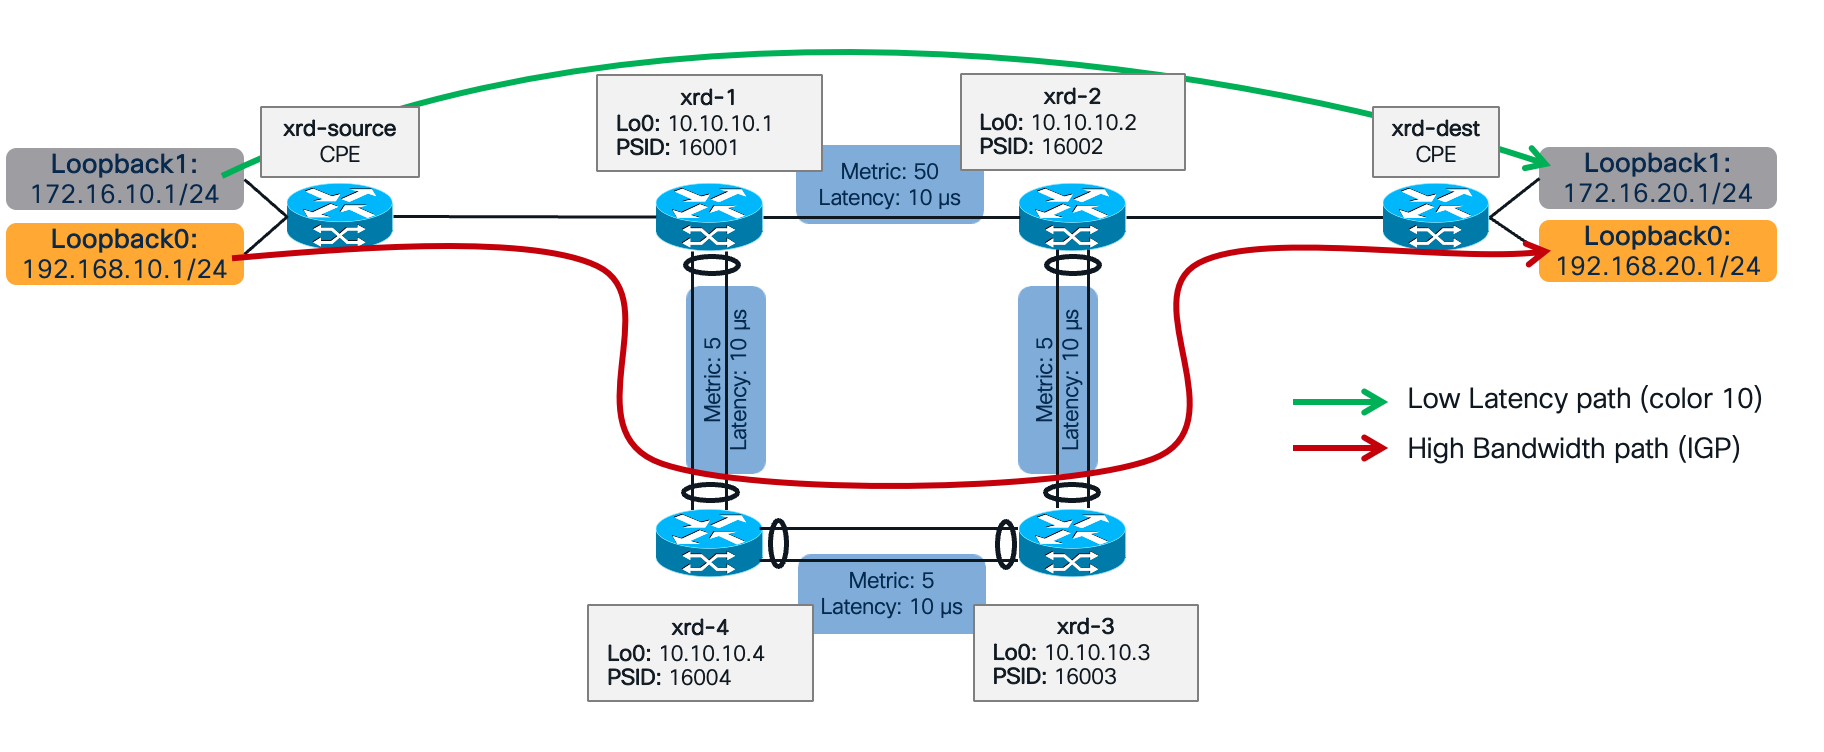 xrd-source
CPE
Loopback1:
172.16.10.1/24
Loopback0:
192.168.10.1/24
xrd-1
Lo0: 10.10.10.1
PSID: 16001
Metric: 50
Latency: 10 µs
xrd-2
Lo0: 10.10.10.2
PSID: 16002
xrd-dest
CPE
Loopback1:
172.16.20.1/24
Loopback0:
192.168.20.1/24
Metric: 5
Latency: 10 µs
Metric: 5
Latency: 10 µs
Low Latency path (color 10)
High Bandwidth path (IGP)
Metric: 5
Latency: 10 µs
xrd-4
Lo0: 10.10.10.4
PSID: 16004
xrd-3
Lo0: 10.10.10.3
PSID: 16003